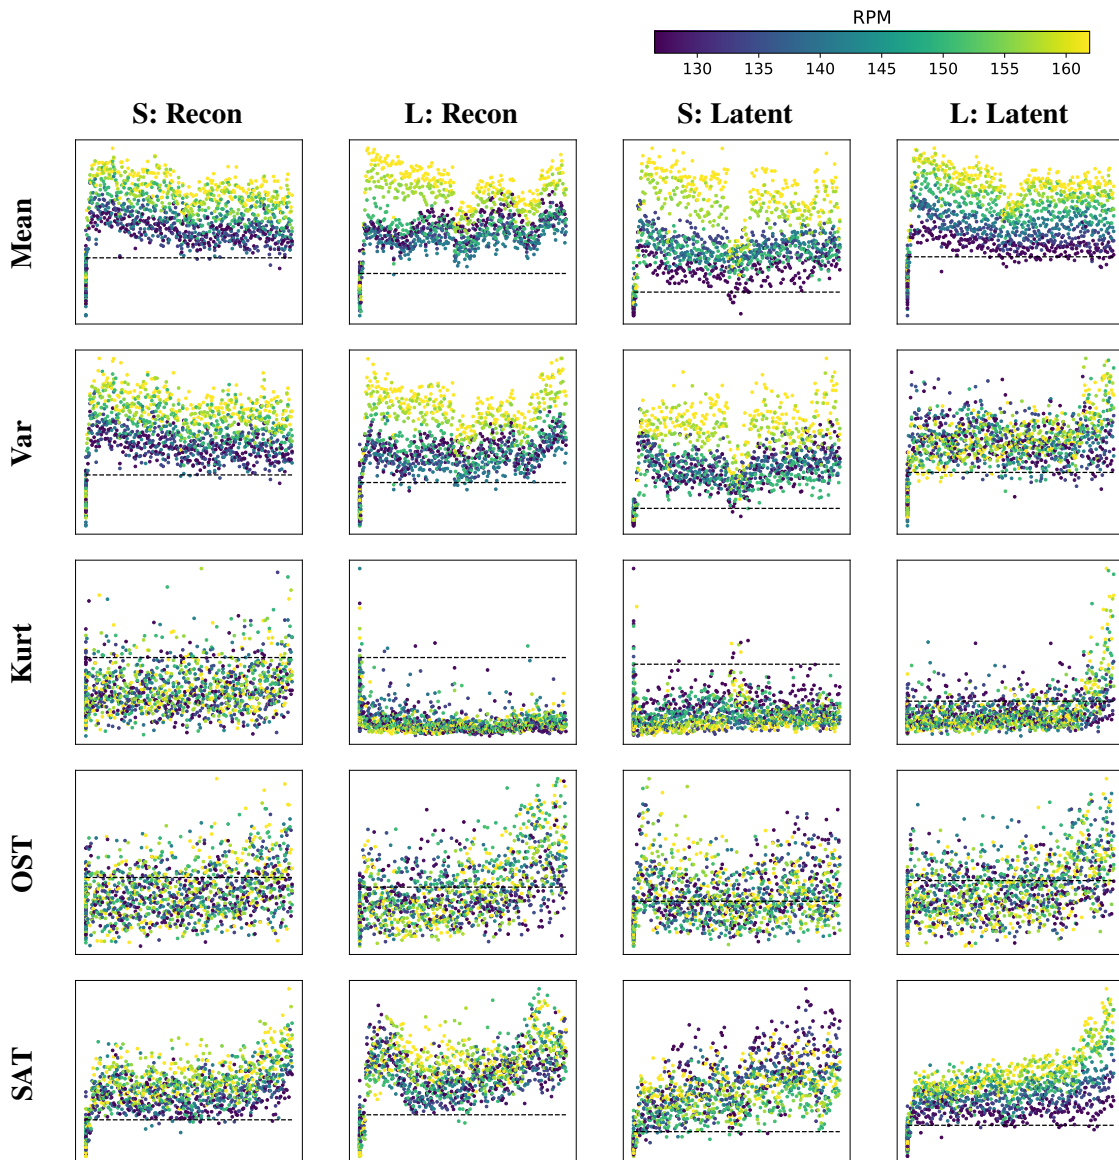 RPM
130 135 140 145 150 155 160
S: Recon L: Recon S: Latent L: Latent
Mean
Var
Kurt
OST
SAT